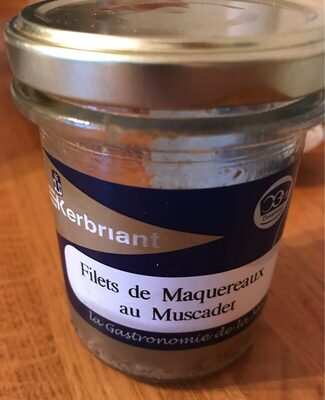 Kerbriant
Filets de Maquereaux
au Muscadet
la Gastronomie de la